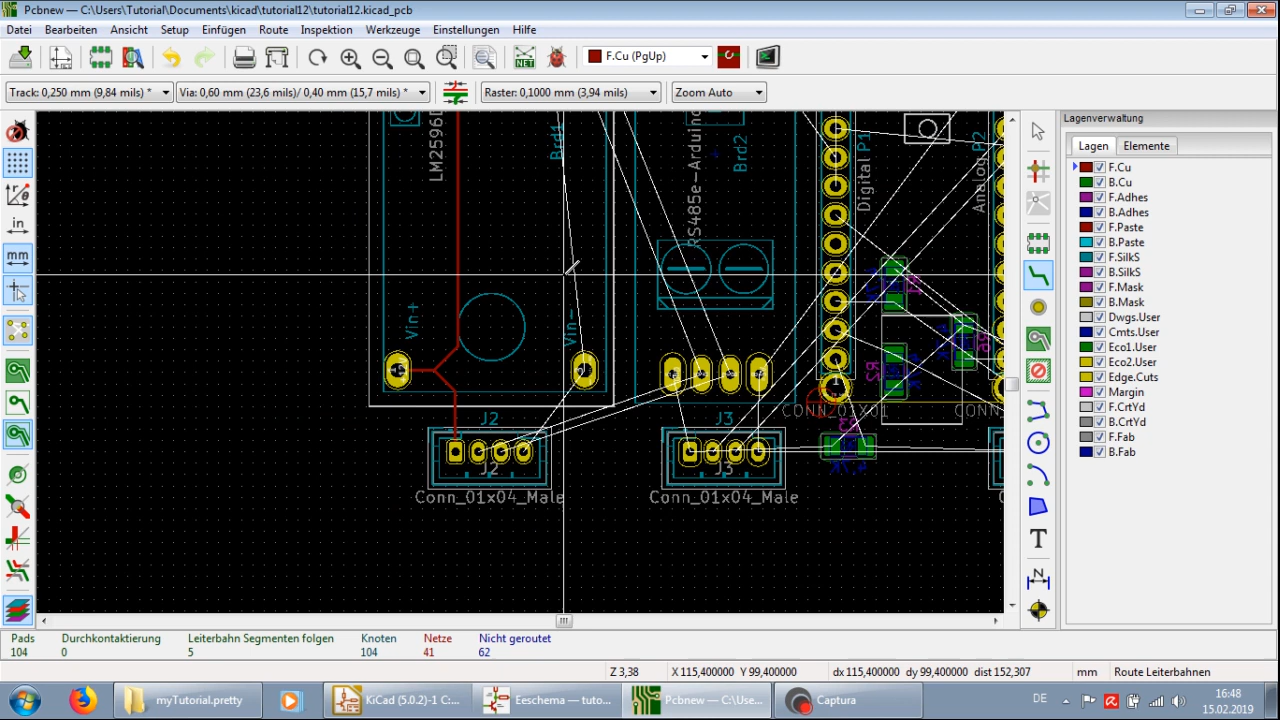 Pcbnew — C:\Users\Tutorial\Documents\kicad\tutorial12\tutorial12.kicad_pcb
Datei Bearbeiten Ansicht Setup Einfügen Route Inspektion Werkzeuge Einstellungen Hilfe
NET
F.Cu (PgUp)
Track: 0,250 mm (9,84 mils) *
Via: 0,60 mm (23,6 mils)/ 0,40 mm (15,7 mils) *
Raster: 0,1000 mm (3,94 mils)
Zoom Auto
Lagenverwaltung
Lagen Elemente
F.Cu
B.Cu
F.Adhes
B.Adhes
F.Paste
B.Paste
F.SilkS
B.SilkS
F.Mask
B.Mask
Dwgs.User
Cmts.User
Eco1.User
Eco2.User
Edge.Cuts
Margin
F.CrtYd
B.CrtYd
F.Fab
B.Fab
in
mm
Brd1
Brd2
RS485e-Arduino
Digital P1
Analog P2
Vin+
Vin-
R2
J2
J3
CONN_01X01
J2
J3
Conn_01x04_Male
Conn_01x04_Male
T
N
Pads
104
Durchkontaktierung
0
Leiterbahn Segmenten folgen
5
Knoten
104
Netze
41
Nicht geroutet
62
Z 3,38
X 115,400000 Y 99,400000
dx 115,400000 dy 99,400000 dist 152,307
mm
Route Leiterbahnen
myTutorial.pretty
KiCad (5.0.2)-1 C:...
Eeschema — tuto...
Pcbnew — C:\Use...
Captura
DE
16:48
15.02.2019